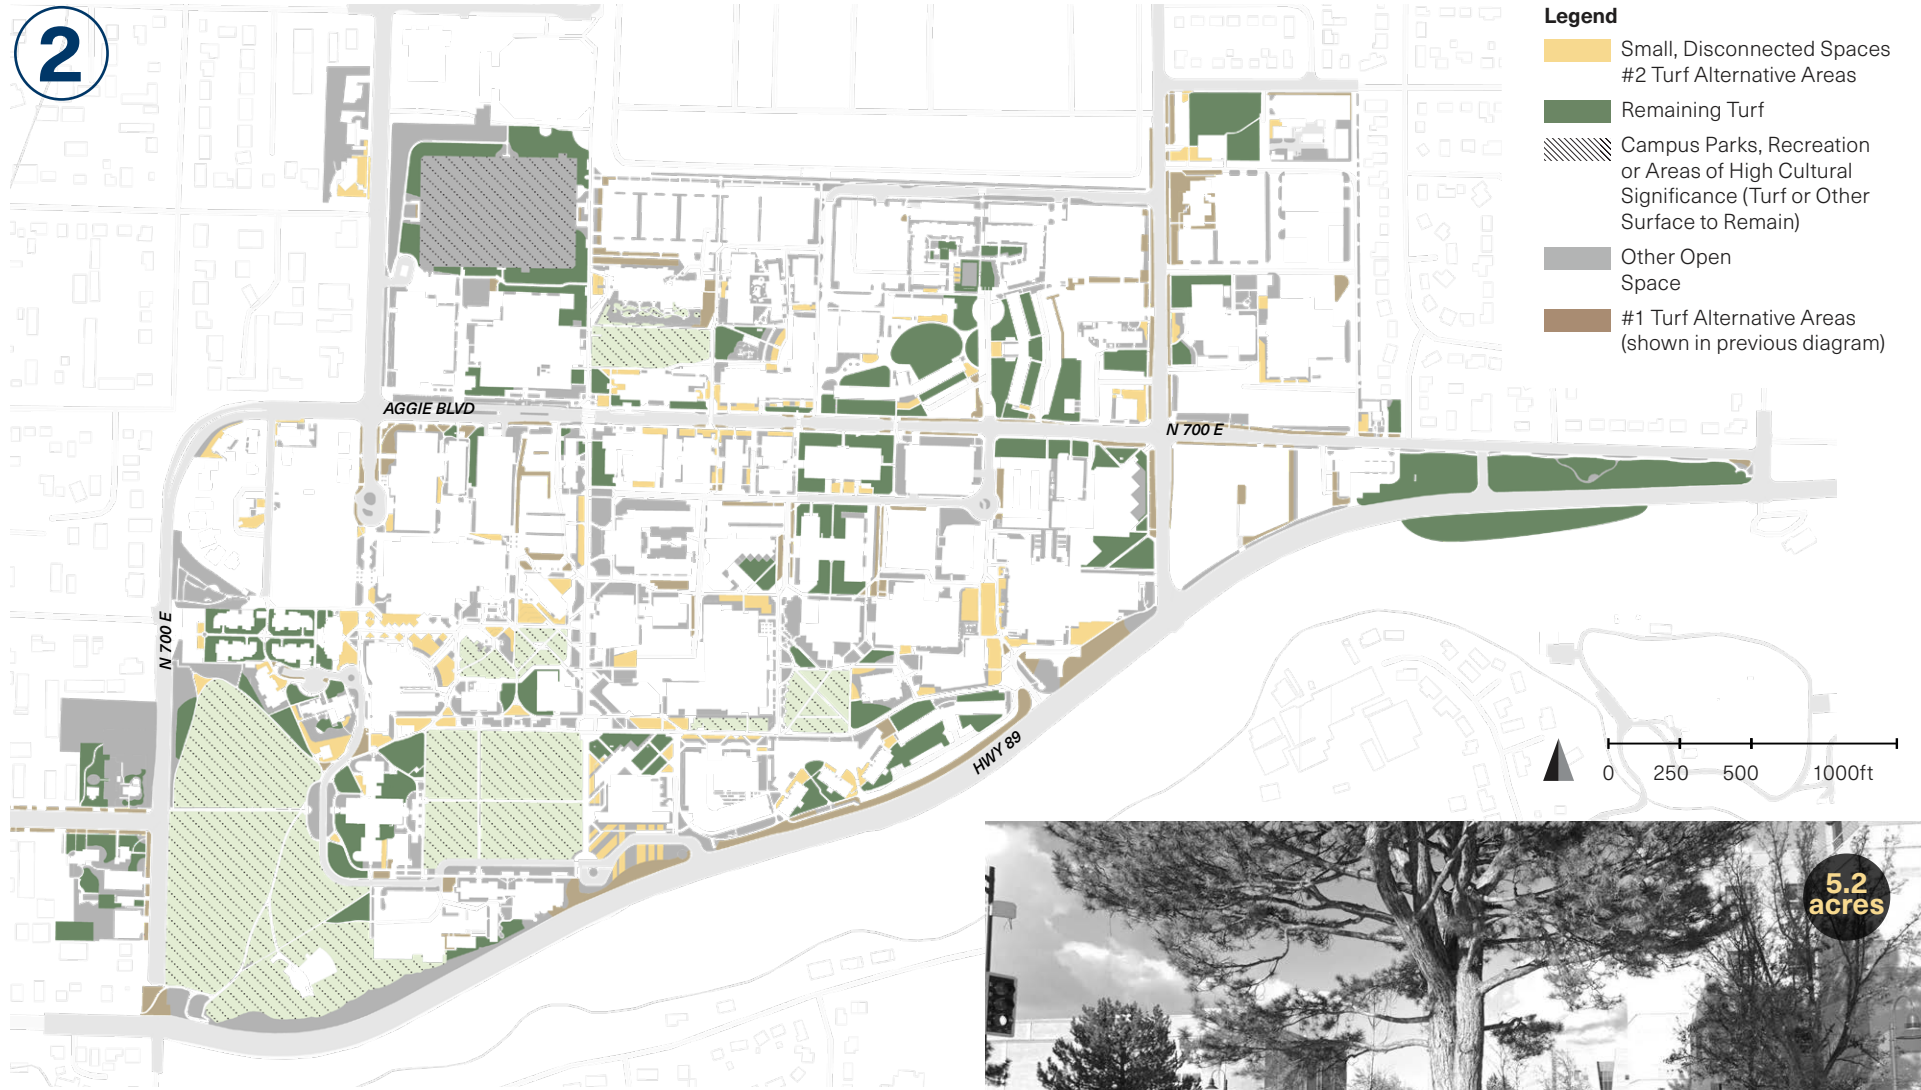 2
Legend
Small, Disconnected Spaces
#2 Turf Alternative Areas
Remaining Turf
Campus Parks, Recreation
or Areas of High Cultural
Significance (Turf or Other
Surface to Remain)
Other Open
Space
#1 Turf Alternative Areas
(shown in previous diagram)
AGGIE BLVD
N 700 E
N 700 E
HWY 89
0 250 500 1000ft
5.2
acres